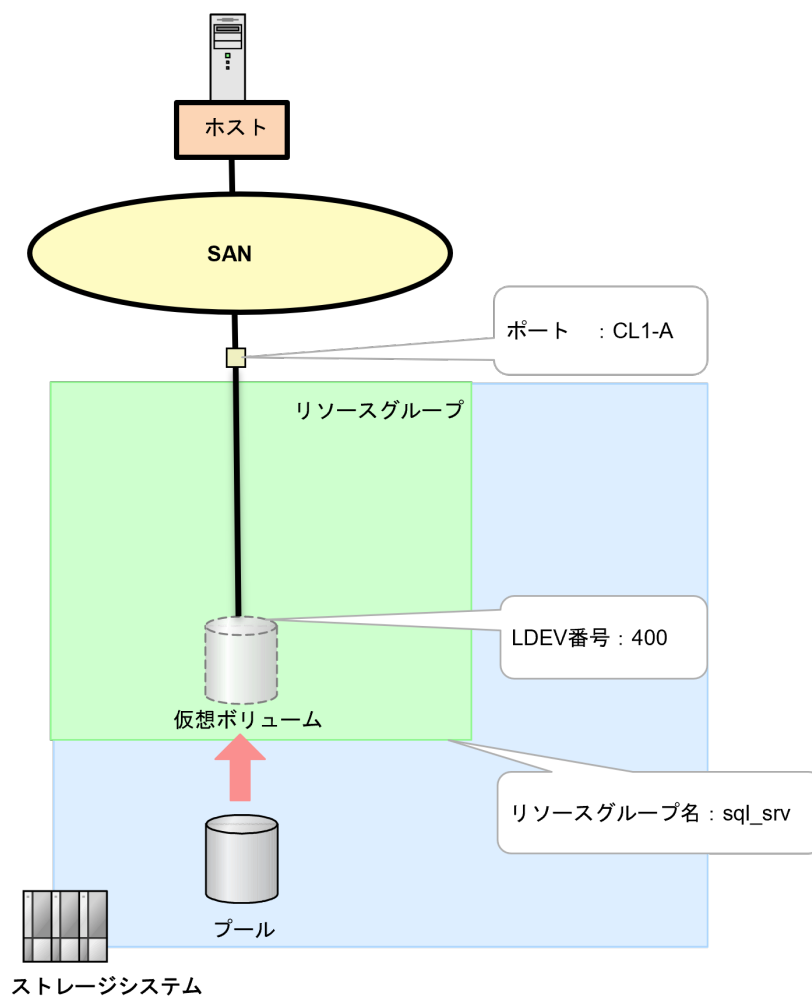 ホスト
SAN
ポート ：CL1-A
リソースグループ
LDEV番号：400
仮想ボリューム
リソースグループ名：sql_srv
プール
ストレージシステム